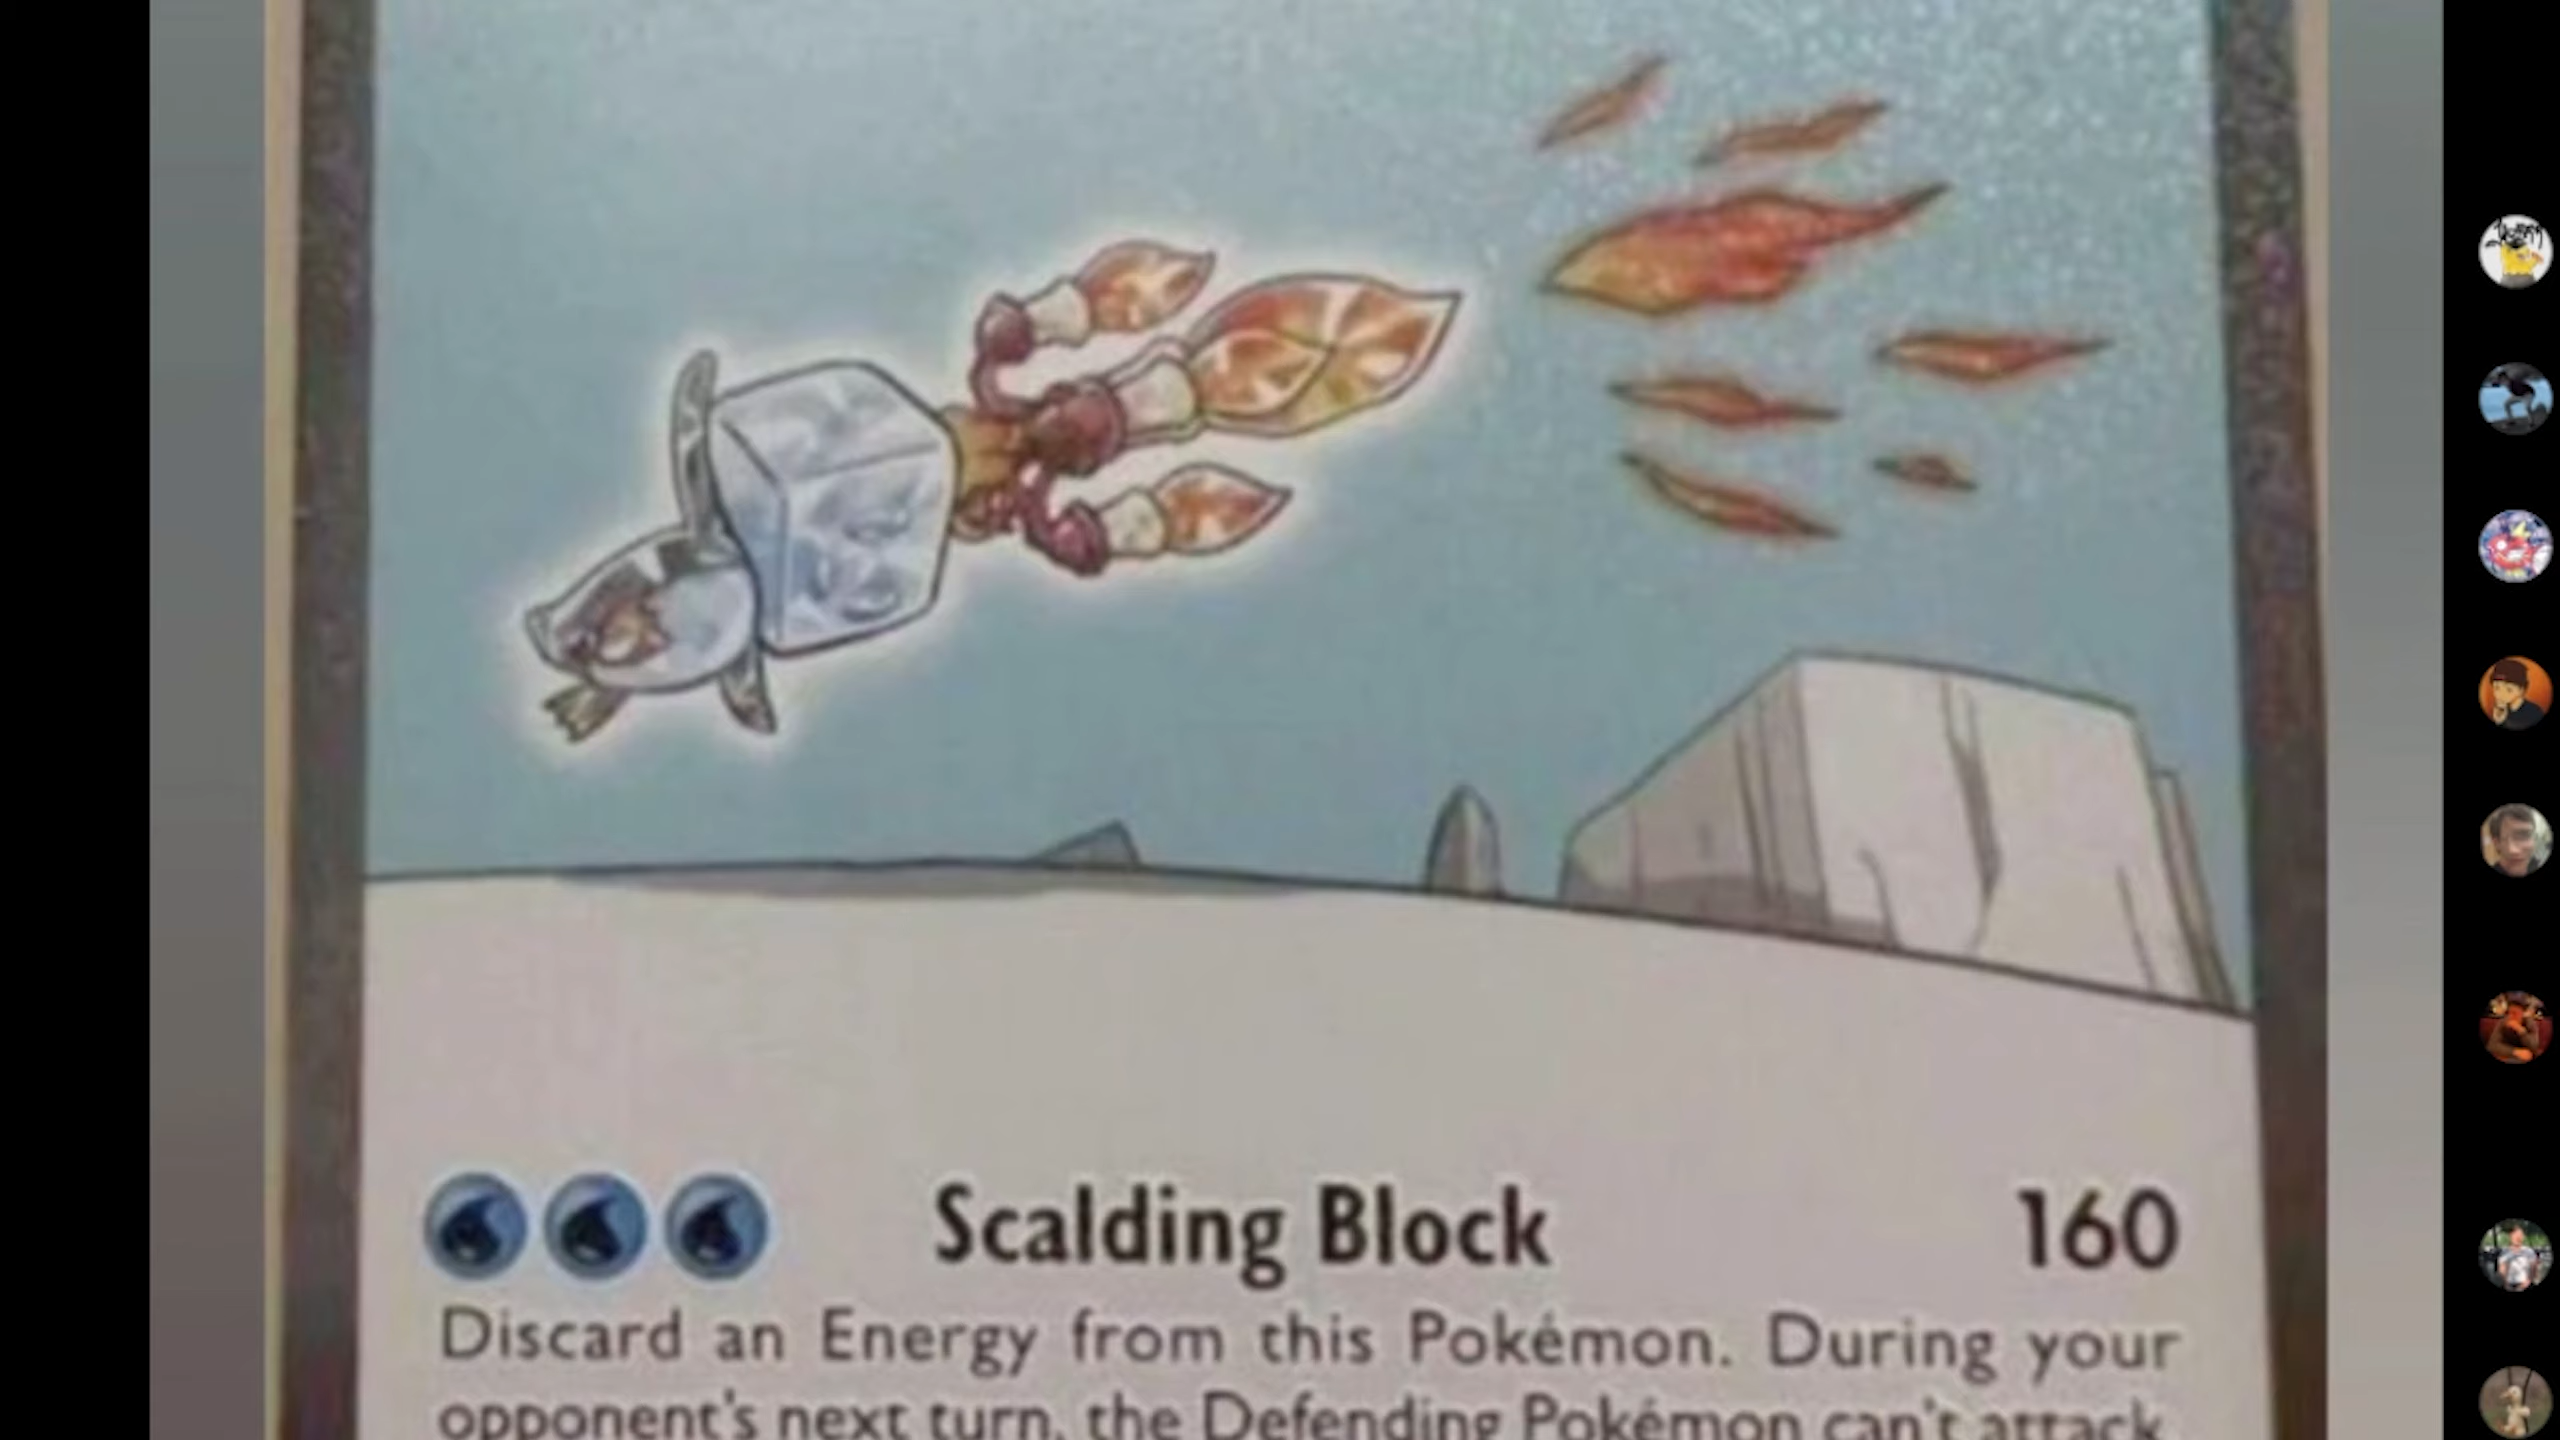 Scalding Block 160
Discard an Energy from this Pokémon. During your
opponent's next turn, the Defending Pokémon can't attack.